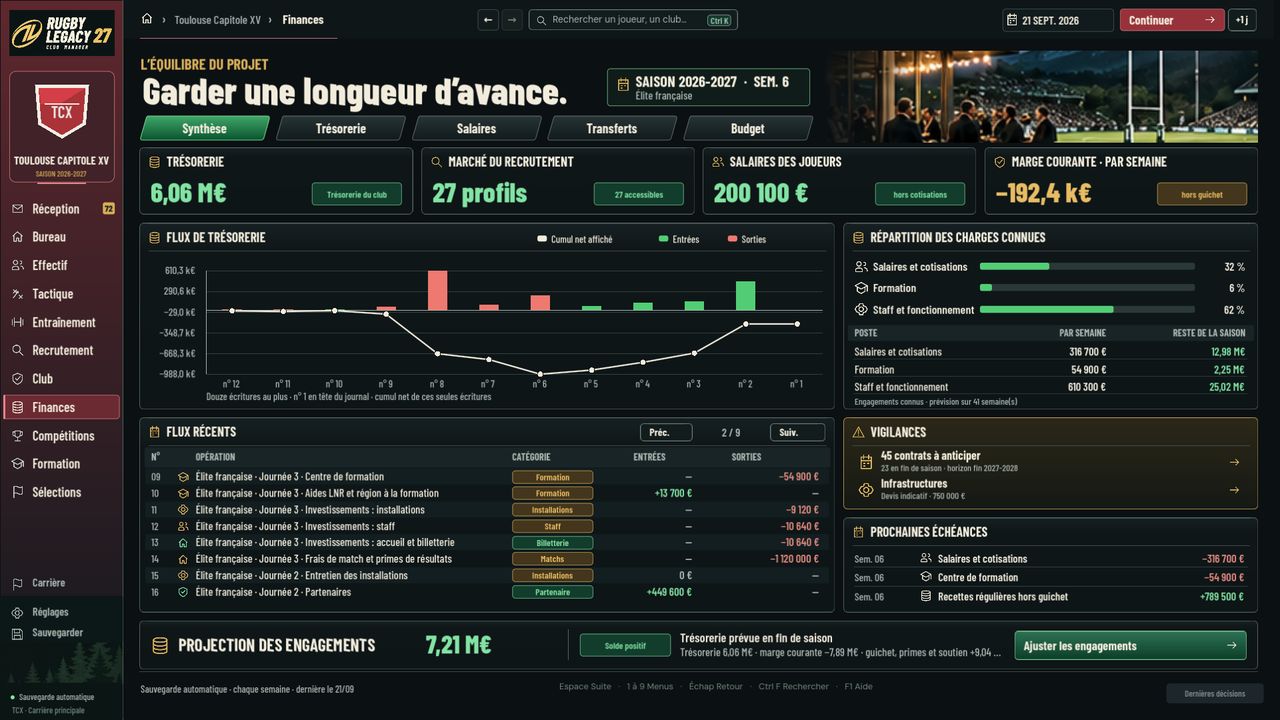 RUGBY
LEGACY 27
CLUB MANAGER
Toulouse Capitole XV › Finances
← →
Rechercher un joueur, un club... Ctrl K
21 SEPT. 2026
Continuer →
+1 j
TCX
TOULOUSE CAPITOLE XV
SAISON 2026-2027
Réception 72
Bureau
Effectif
Tactique
Entraînement
Recrutement
Club
Finances
Compétitions
Formation
Sélections
Carrière
Réglages
Sauvegarder
Sauvegarde automatique
TCX · Carrière principale
L'ÉQUILIBRE DU PROJET
Garder une longueur d'avance.
SAISON 2026-2027 · SEM. 6
Élite française
Synthèse Trésorerie Salaires Transferts Budget
TRÉSORERIE
6,06 M€ Trésorerie du club
MARCHÉ DU RECRUTEMENT
27 profils 27 accessibles
SALAIRES DES JOUEURS
200 100 € hors cotisations
MARGE COURANTE · PAR SEMAINE
−192,4 k€ hors guichet
FLUX DE TRÉSORERIE
Cumul net affiché Entrées Sorties
610,3 k€
290,6 k€
−29,0 k€
−348,7 k€
−668,3 k€
−988,0 k€
n° 12 n° 11 n° 10 n° 9 n° 8 n° 7 n° 6 n° 5 n° 4 n° 3 n° 2 n° 1
Douze écritures au plus · n° 1 en tête du journal · cumul net de ces seules écritures
RÉPARTITION DES CHARGES CONNUES
Salaires et cotisations 32 %
Formation 6 %
Staff et fonctionnement 62 %
POSTE PAR SEMAINE RESTE DE LA SAISON
Salaires et cotisations 316 700 € 12,98 M€
Formation 54 900 € 2,25 M€
Staff et fonctionnement 610 300 € 25,02 M€
Engagements connus · prévision sur 41 semaine(s)
FLUX RÉCENTS Préc. 2 / 9 Suiv.
N° OPÉRATION CATÉGORIE ENTRÉES SORTIES
09 Élite française · Journée 3 · Centre de formation Formation — −54 900 €
10 Élite française · Journée 3 · Aides LNR et région à la formation Formation +13 700 € —
11 Élite française · Journée 3 · Investissements : installations Installations — −9 120 €
12 Élite française · Journée 3 · Investissements : staff Staff — −10 640 €
13 Élite française · Journée 3 · Investissements : accueil et billetterie Billetterie — −10 640 €
14 Élite française · Journée 3 · Frais de match et primes de résultats Matchs — −1 120 000 €
15 Élite française · Journée 2 · Entretien des installations Installations 0 € —
16 Élite française · Journée 2 · Partenaires Partenaire +449 600 € —
VIGILANCES
45 contrats à anticiper
23 en fin de saison · horizon fin 2027-2028 →
Infrastructures
Devis indicatif · 750 000 € →
PROCHAINES ÉCHÉANCES
Sem. 06 Salaires et cotisations −316 700 €
Sem. 06 Centre de formation −54 900 €
Sem. 06 Recettes régulières hors guichet +789 500 €
PROJECTION DES ENGAGEMENTS 7,21 M€ Solde positif
Trésorerie prévue en fin de saison
Trésorerie 6,06 M€ · marge courante −7,89 M€ · guichet, primes et soutien +9,04 ...
Ajuster les engagements →
Sauvegarde automatique · chaque semaine · dernière le 21/09
Espace Suite · 1 à 9 Menus · Échap Retour · Ctrl F Rechercher · F1 Aide
Dernières décisions